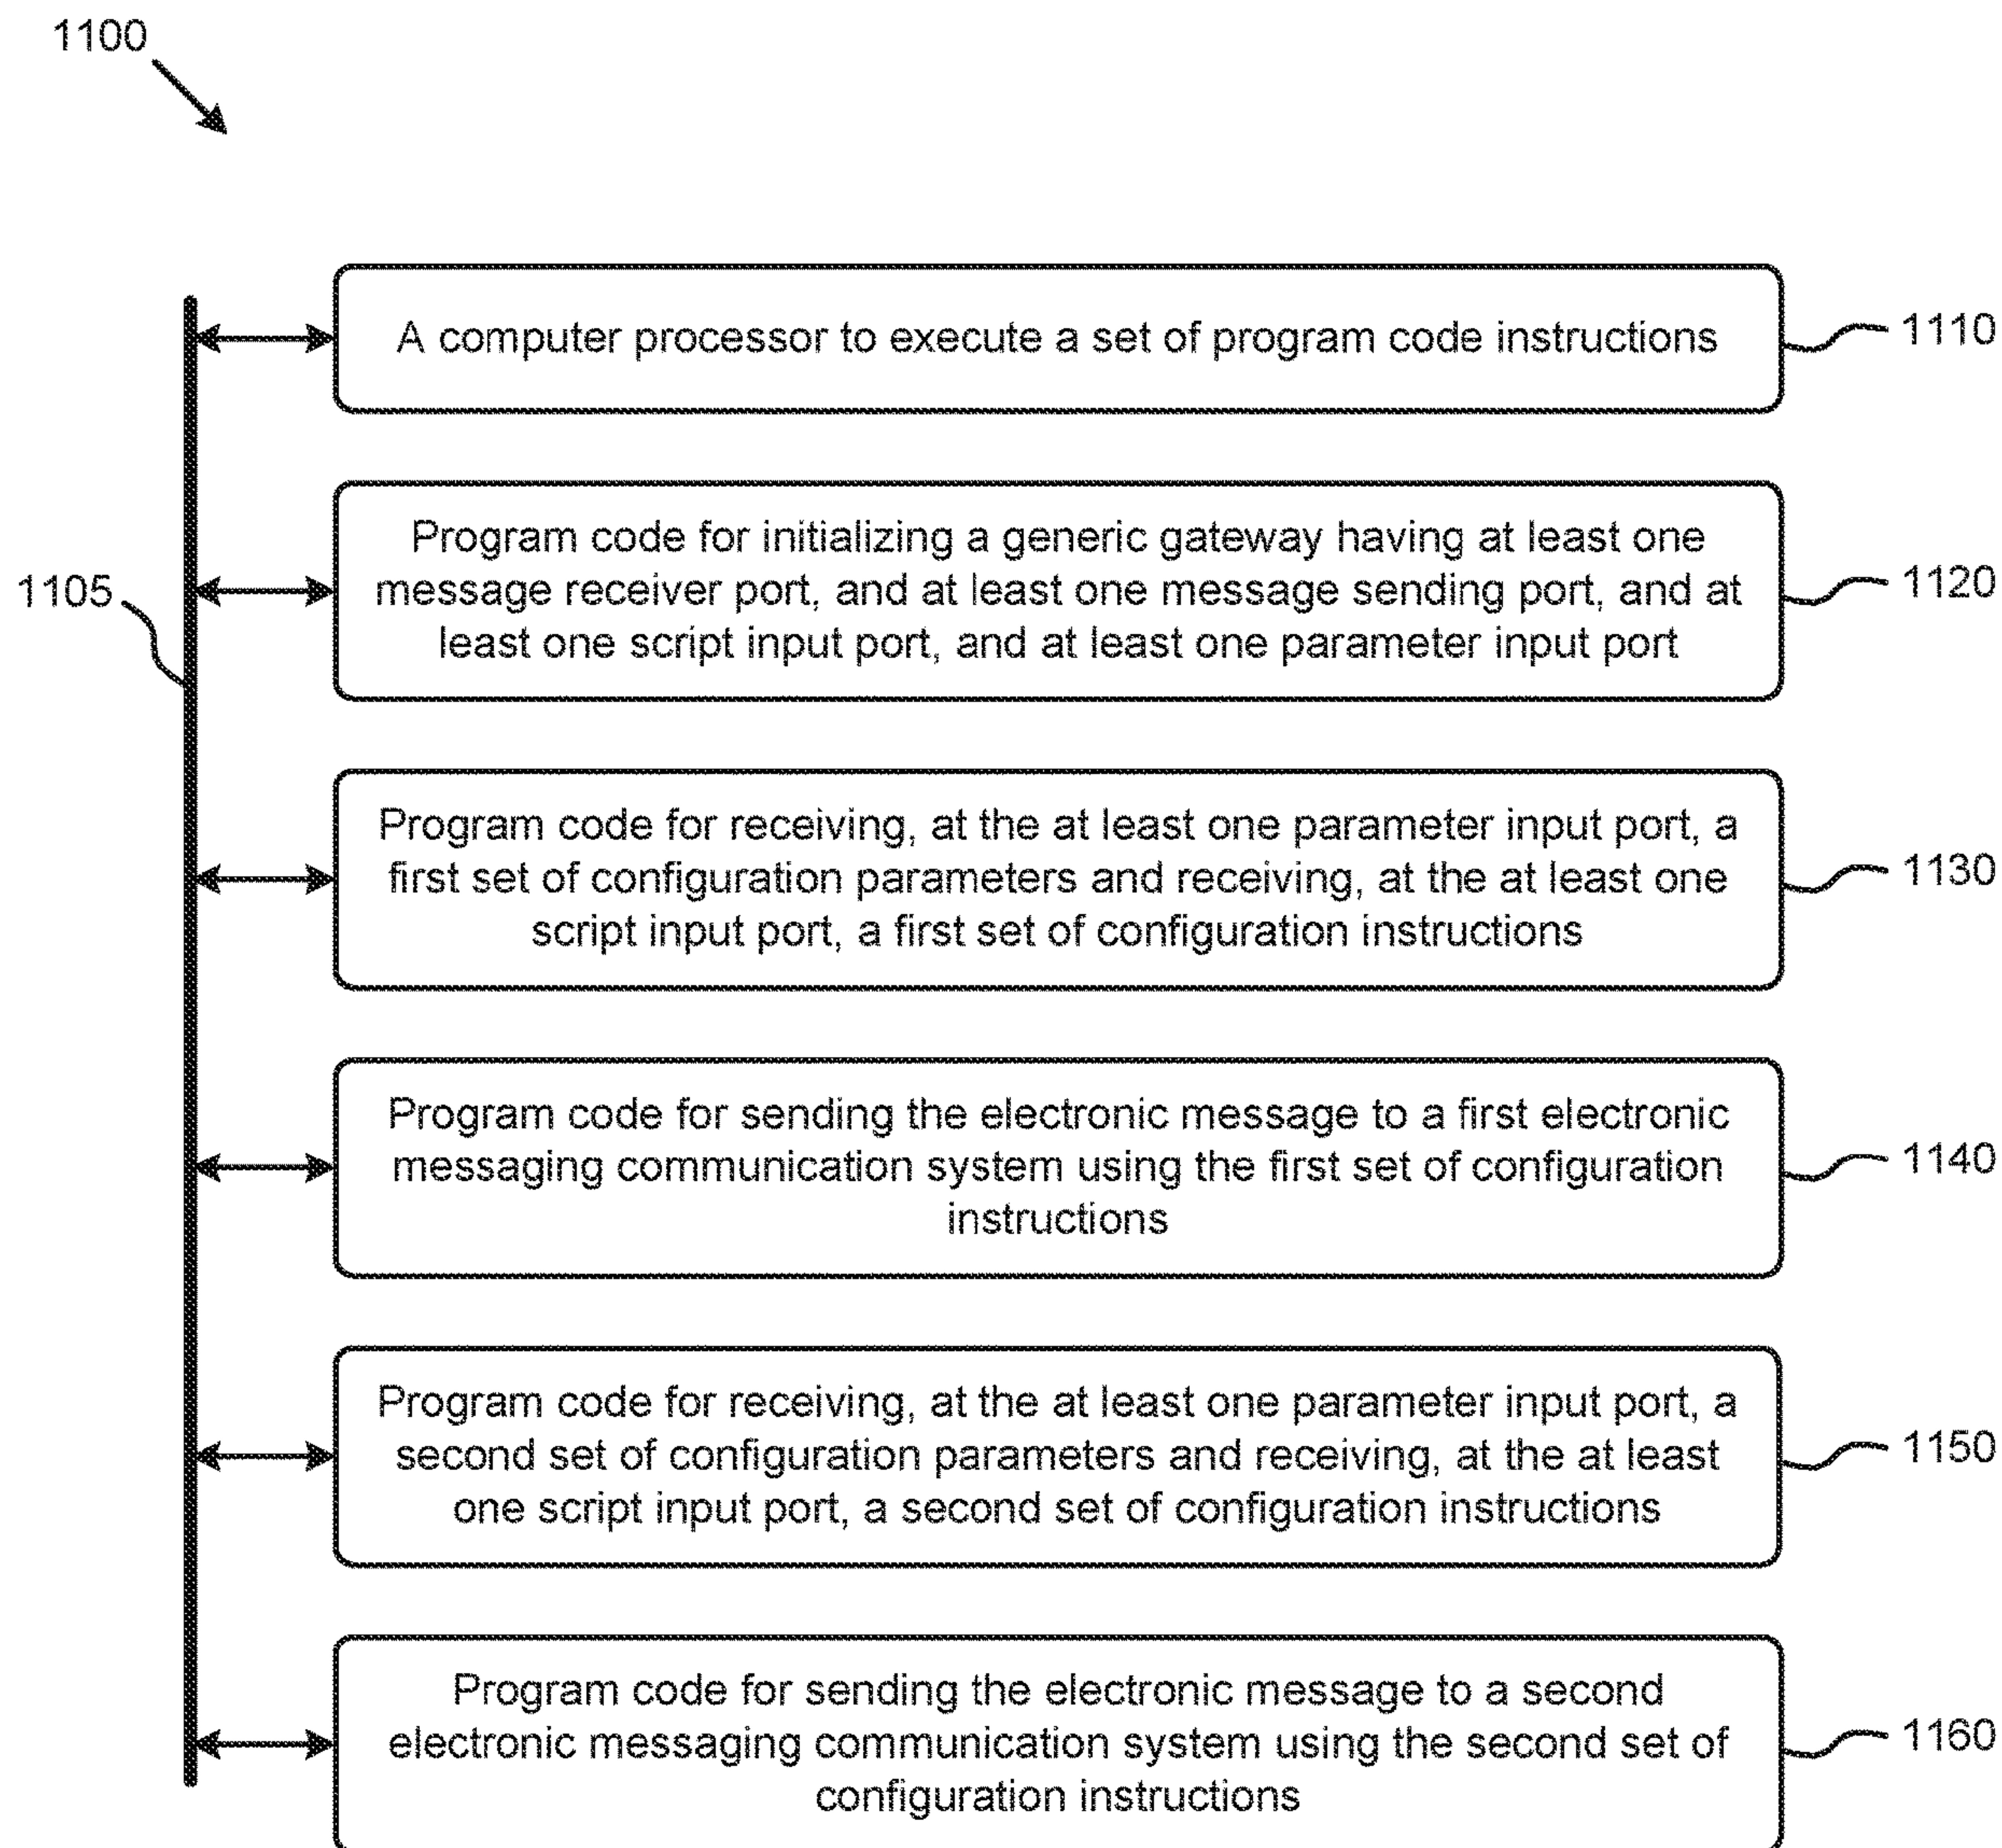 1100
A computer processor to execute a set of program code instructions
1110
Program code for initializing a generic gateway having at least one
message receiver port, and at least one message sending port, and at
least one script input port, and at least one parameter input port
1120
1105
Program code for receiving, at the at least one parameter input port, a
first set of configuration parameters and receiving, at the at least one
script input port, a first set of configuration instructions
1130
Program code for sending the electronic message to a first electronic
messaging communication system using the first set of configuration
instructions
1140
Program code for receiving, at the at least one parameter input port, a
second set of configuration parameters and receiving, at the at least
one script input port, a second set of configuration instructions
1150
Program code for sending the electronic message to a second
electronic messaging communication system using the second set of
configuration instructions
1160